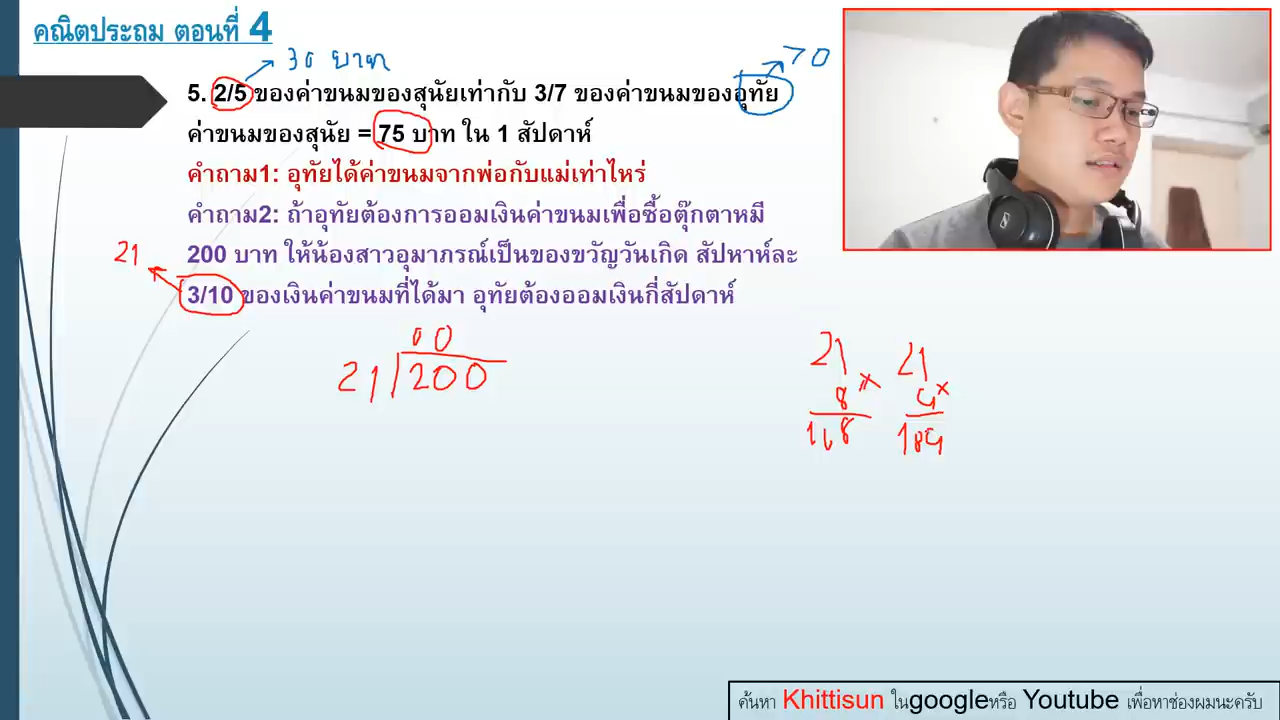 คณิตประถม ตอนที่ 4
30 บาท
70
5. 2/5 ของค่าขนมของสุนัยเท่ากับ 3/7 ของค่าขนมของอุทัย
ค่าขนมของสุนัย = 75 บาท ใน 1 สัปดาห์
คำถาม1: อุทัยได้ค่าขนมจากพ่อกับแม่เท่าไหร่
คำถาม2: ถ้าอุทัยต้องการออมเงินค่าขนมเพื่อซื้อตุ๊กตาหมี
21
200 บาท ให้น้องสาวอุมาภรณ์เป็นของขวัญวันเกิด สัปหาห์ละ
3/10 ของเงินค่าขนมที่ได้มา อุทัยต้องออมเงินกี่สัปดาห์
00
21 200
21 21
8 × 9 ×
168 189
ค้นหา Khittisun ในgoogleหรือ Youtube เพื่อหาช่องผมนะครับ